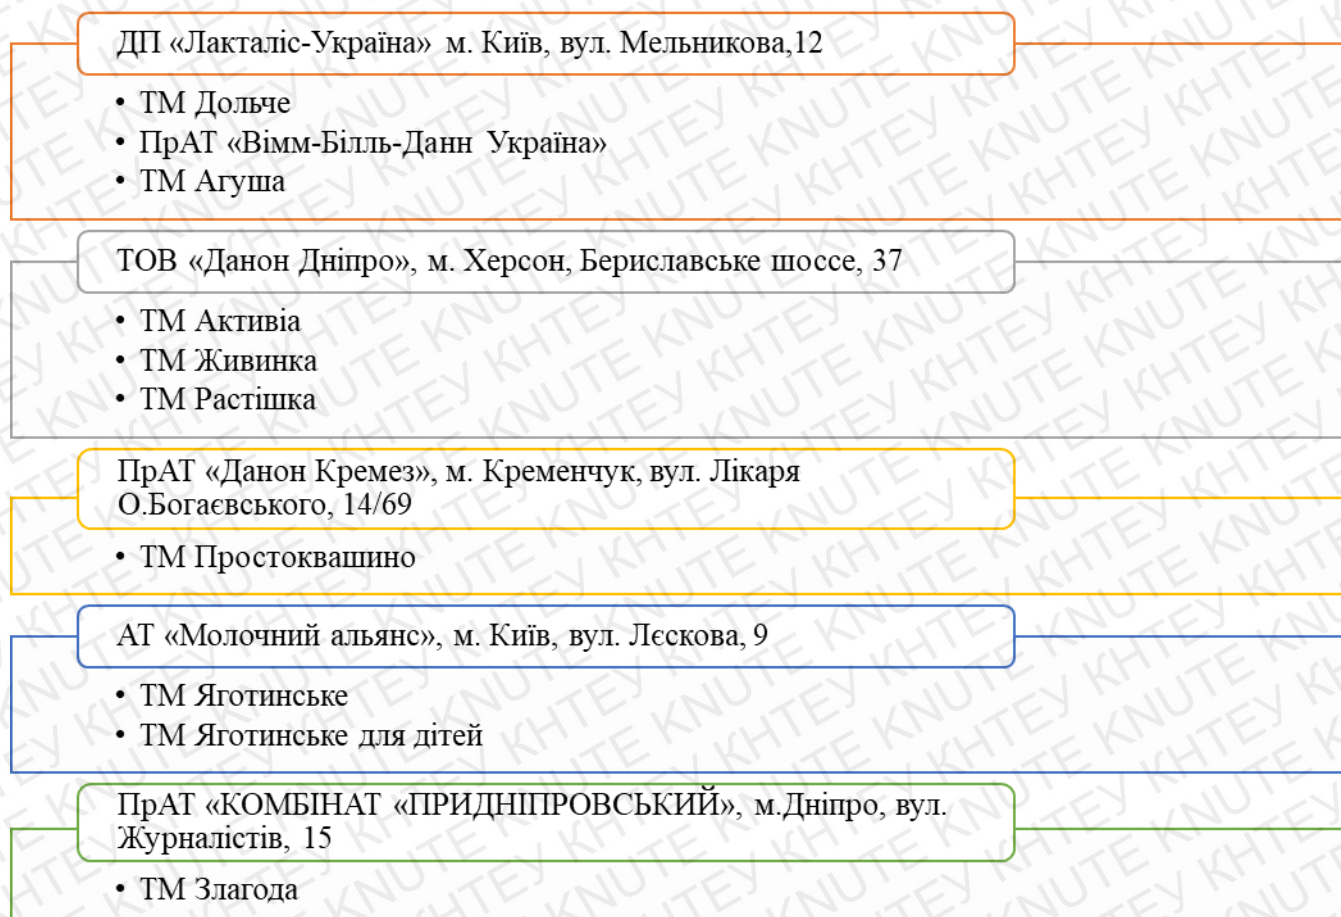 ДП «Лакталіс-Україна» м. Київ, вул. Мельникова,12
• ТМ Дольче
• ПрАТ «Вімм-Білль-Данн Україна»
• ТМ Агуша
ТОВ «Данон Дніпро», м. Херсон, Бериславське шоссе, 37
• ТМ Активіа
• ТМ Живинка
• ТМ Растішка
ПрАТ «Данон Кремез», м. Кременчук, вул. Лікаря
О.Богаєвського, 14/69
• ТМ Простоквашино
АТ «Молочний альянс», м. Київ, вул. Лєскова, 9
• ТМ Яготинське
• ТМ Яготинське для дітей
ПрАТ «КОМБІНАТ «ПРИДНІПРОВСЬКИЙ», м.Дніпро, вул.
Журналістів, 15
• ТМ Злагода